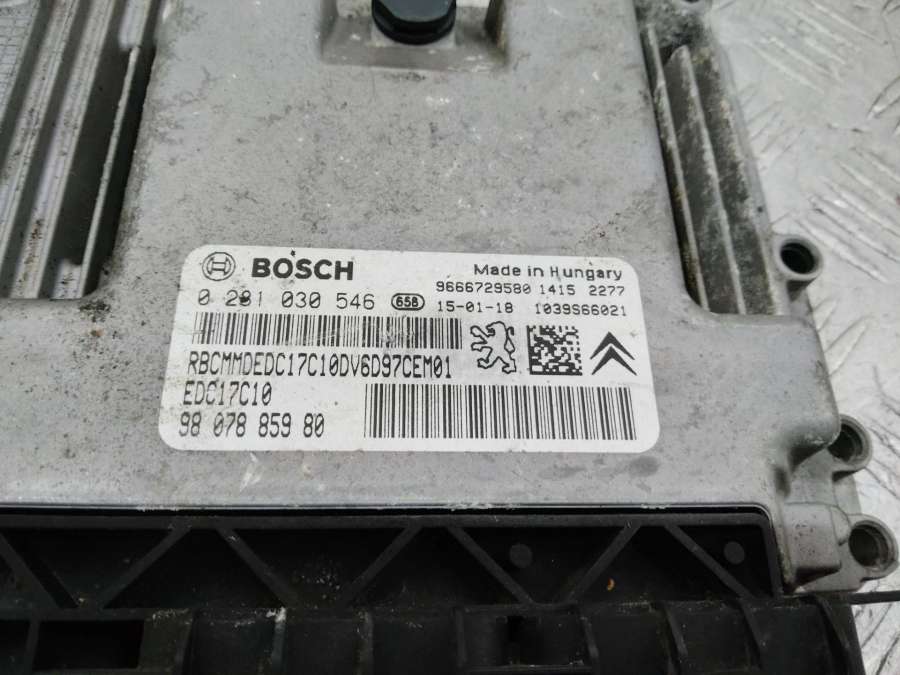 BOSCH
Made in Hungary
9666729580 1415 2277
0 281 030 546 658 15-01-18 1039S66021
RBCMMDEDC17C10DV6D97CEM01
EDC17C10
98 078 859 80